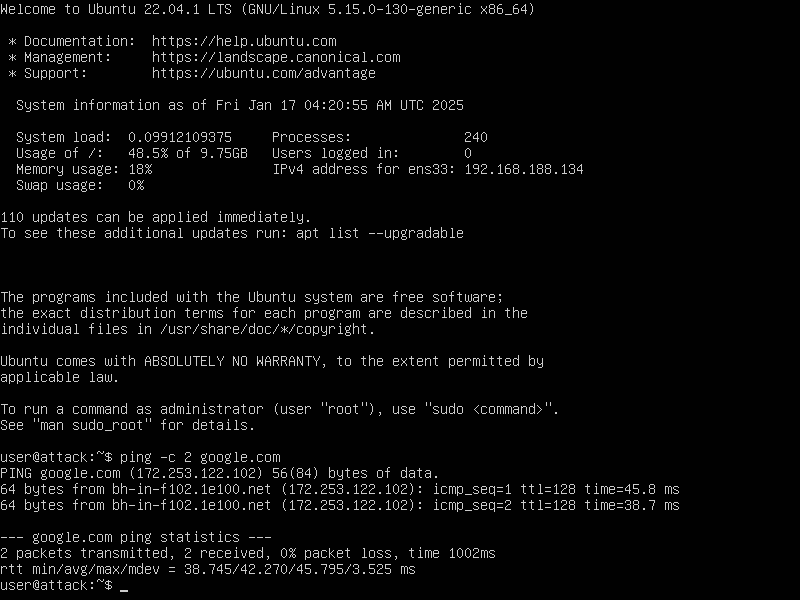 Welcome to Ubuntu 22.04.1 LTS (GNU/Linux 5.15.0-130-generic x86_64)

 * Documentation:  https://help.ubuntu.com
 * Management:     https://landscape.canonical.com
 * Support:        https://ubuntu.com/advantage

  System information as of Fri Jan 17 04:20:55 AM UTC 2025

  System load:  0.09912109375     Processes:              240
  Usage of /:   48.5% of 9.75GB   Users logged in:        0
  Memory usage: 18%               IPv4 address for ens33: 192.168.188.134
  Swap usage:   0%

110 updates can be applied immediately.
To see these additional updates run: apt list --upgradable

The programs included with the Ubuntu system are free software;
the exact distribution terms for each program are described in the
individual files in /usr/share/doc/*/copyright.

Ubuntu comes with ABSOLUTELY NO WARRANTY, to the extent permitted by
applicable law.

To run a command as administrator (user "root"), use "sudo <command>".
See "man sudo_root" for details.

user@attack:~$ ping -c 2 google.com
PING google.com (172.253.122.102) 56(84) bytes of data.
64 bytes from bh-in-f102.1e100.net (172.253.122.102): icmp_seq=1 ttl=128 time=45.8 ms
64 bytes from bh-in-f102.1e100.net (172.253.122.102): icmp_seq=2 ttl=128 time=38.7 ms

--- google.com ping statistics ---
2 packets transmitted, 2 received, 0% packet loss, time 1002ms
rtt min/avg/max/mdev = 38.745/42.270/45.795/3.525 ms
user@attack:~$ _